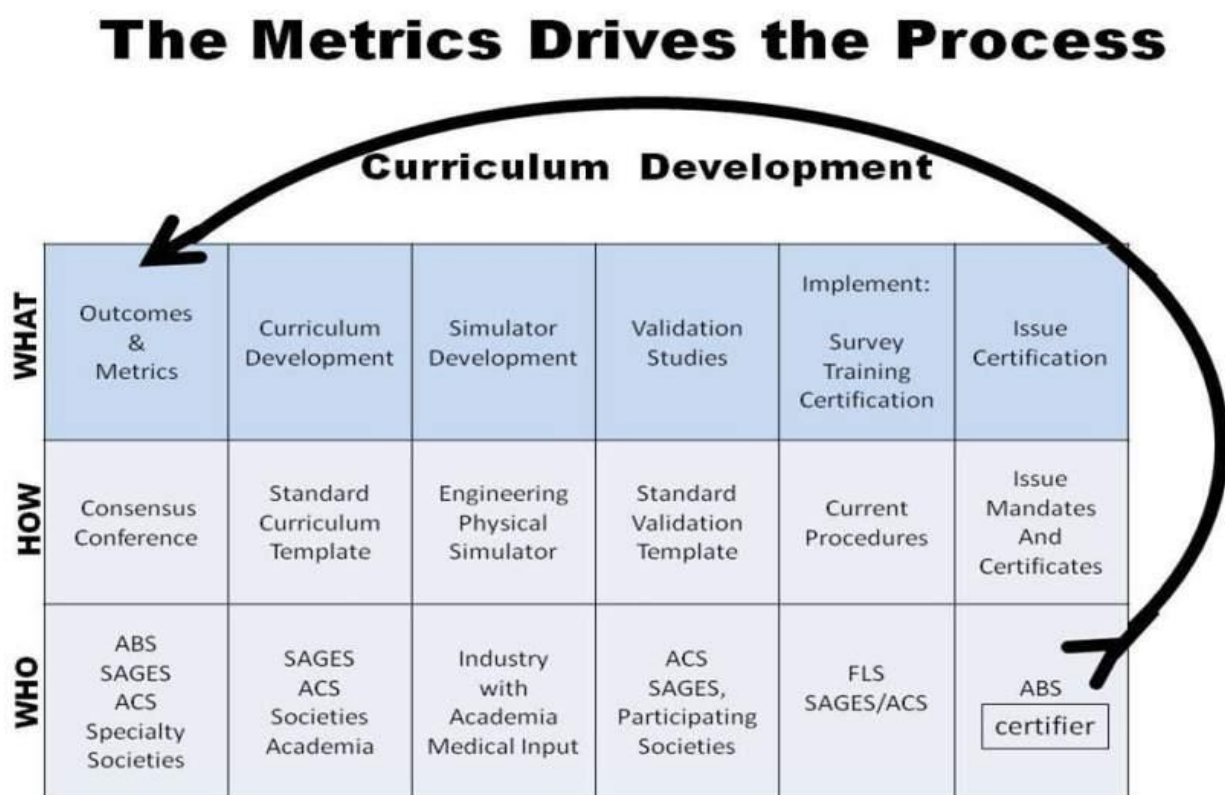 The Metrics Drives the Process
Curriculum Development
WHAT
Outcomes
&
Metrics
Curriculum
Development
Simulator
Development
Validation
Studies
Implement:
Survey
Training
Certification
Issue
Certification
HOW
Consensus
Conference
Standard
Curriculum
Template
Engineering
Physical
Simulator
Standard
Validation
Template
Current
Procedures
Issue
Mandates
And
Certificates
WHO
ABS
SAGES
ACS
Specialty
Societies
SAGES
ACS
Societies
Academia
Industry
with
Academia
Medical Input
ACS
SAGES,
Participating
Societies
FLS
SAGES/ACS
ABS
certifier